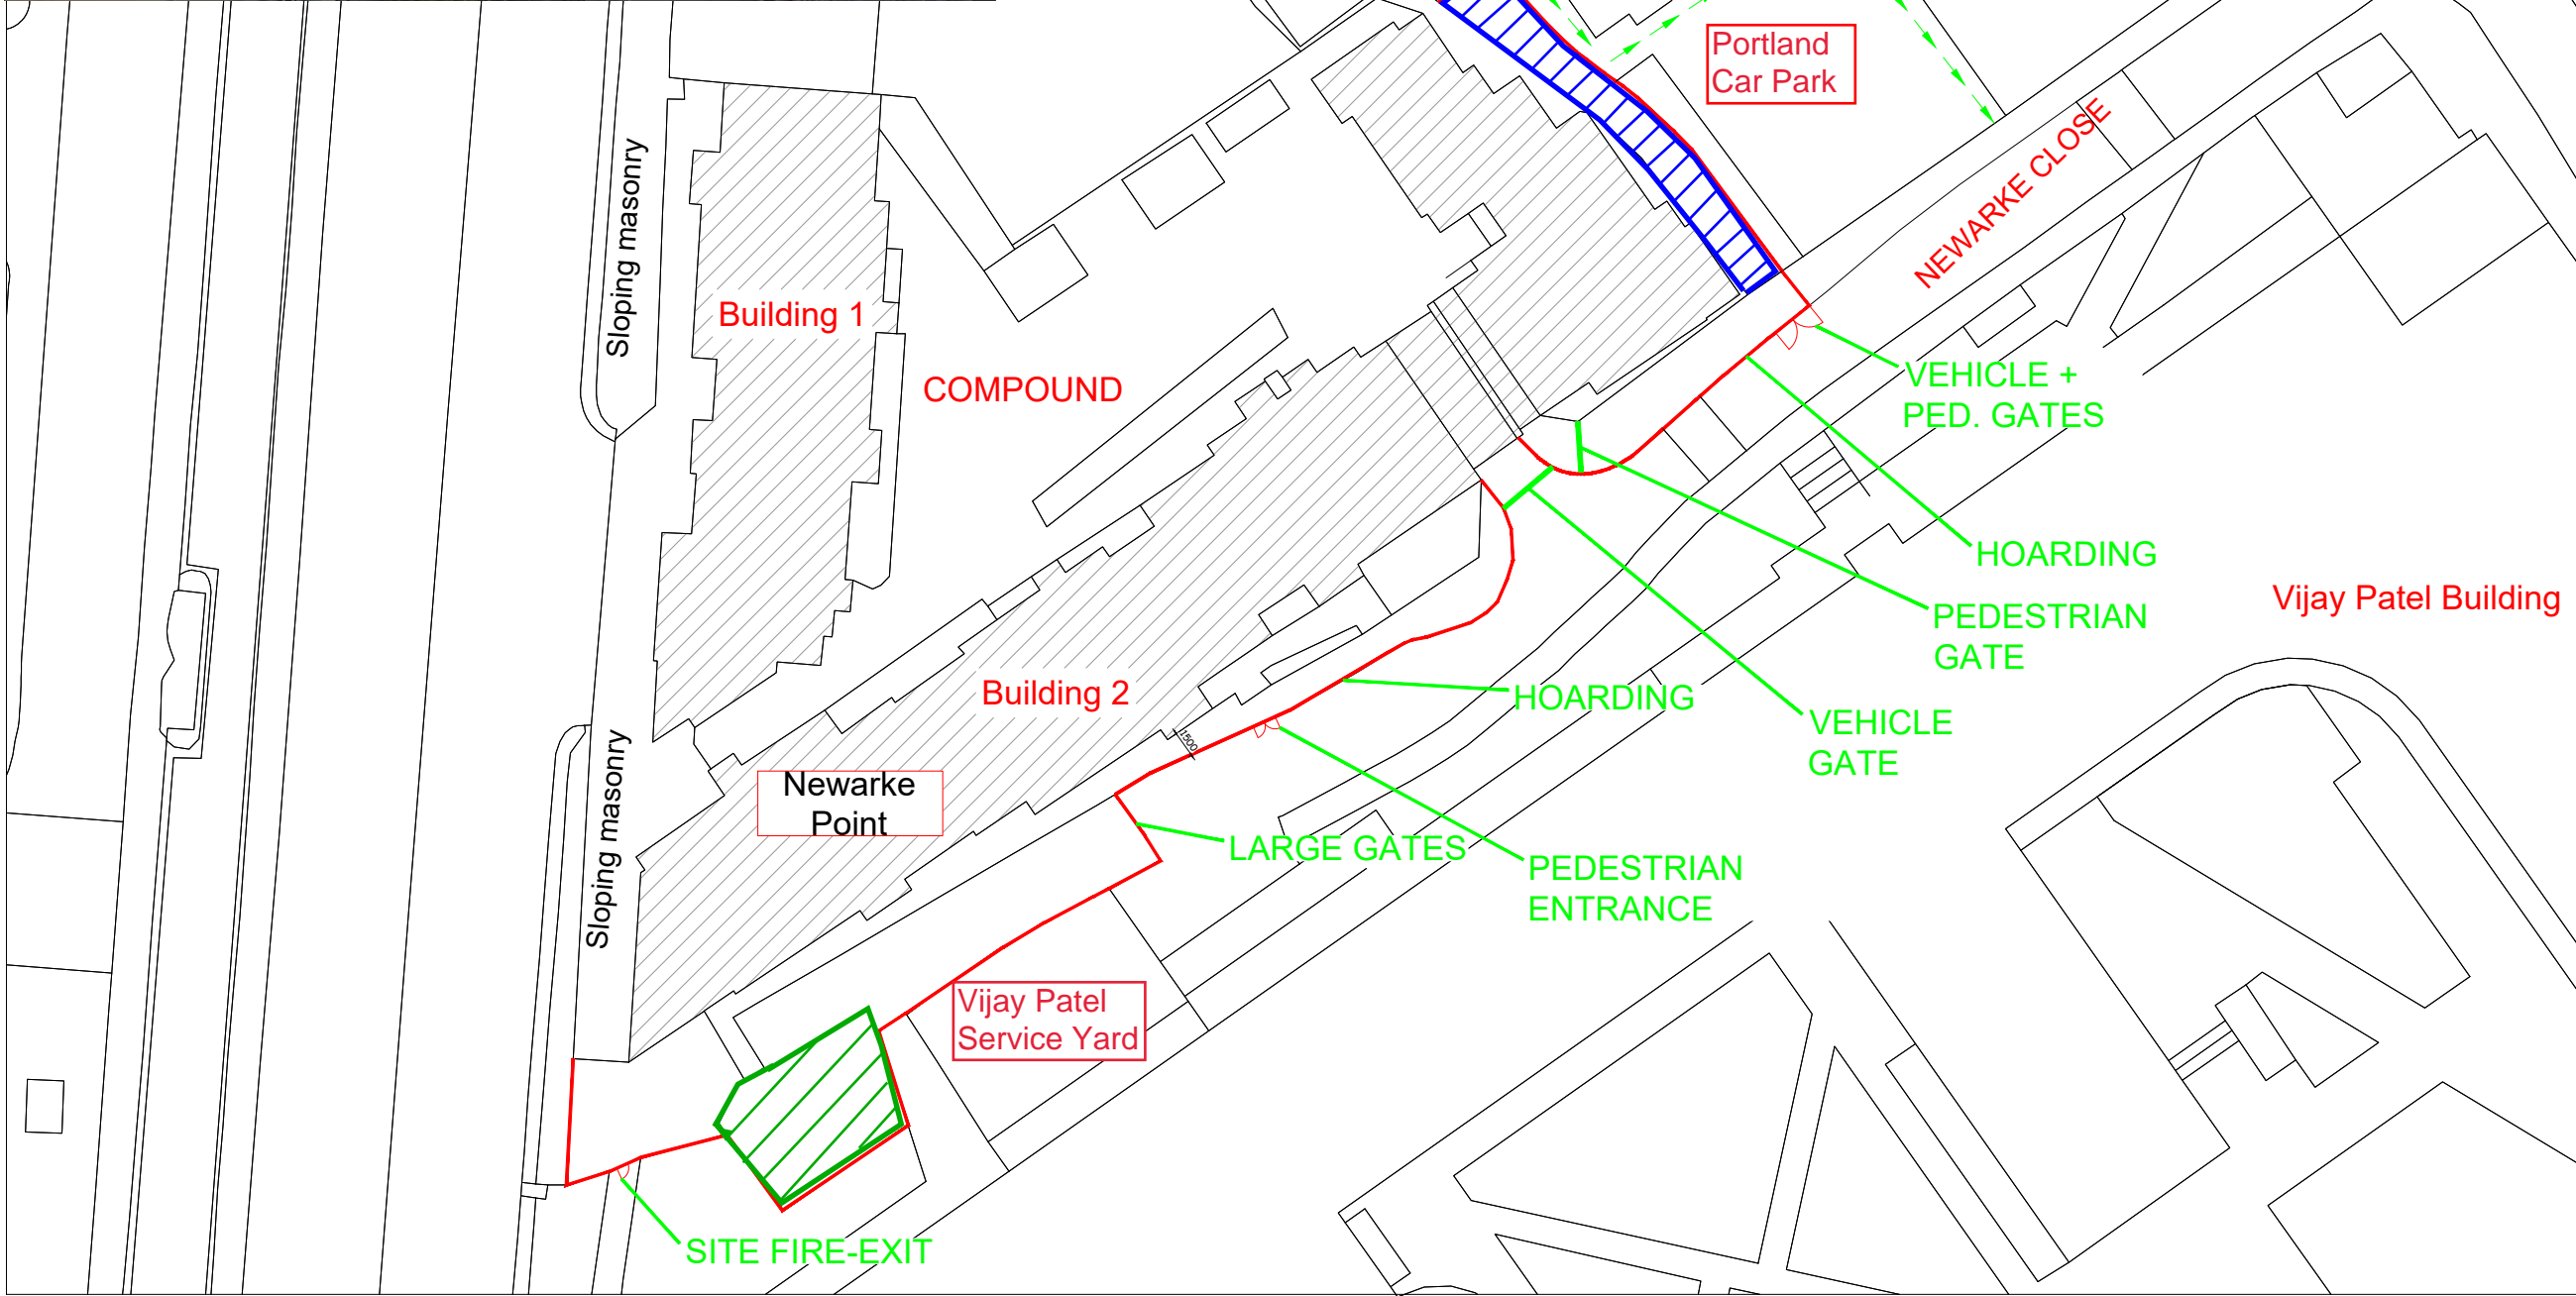 Portland
Car Park
NEWARKE CLOSE
Sloping masonry
Building 1
COMPOUND
VEHICLE +
PED. GATES
HOARDING
Vijay Patel Building
PEDESTRIAN
GATE
Building 2
HOARDING
VEHICLE
GATE
1500
Sloping masonry
Newarke
Point
LARGE GATES
PEDESTRIAN
ENTRANCE
Vijay Patel
Service Yard
SITE FIRE-EXIT